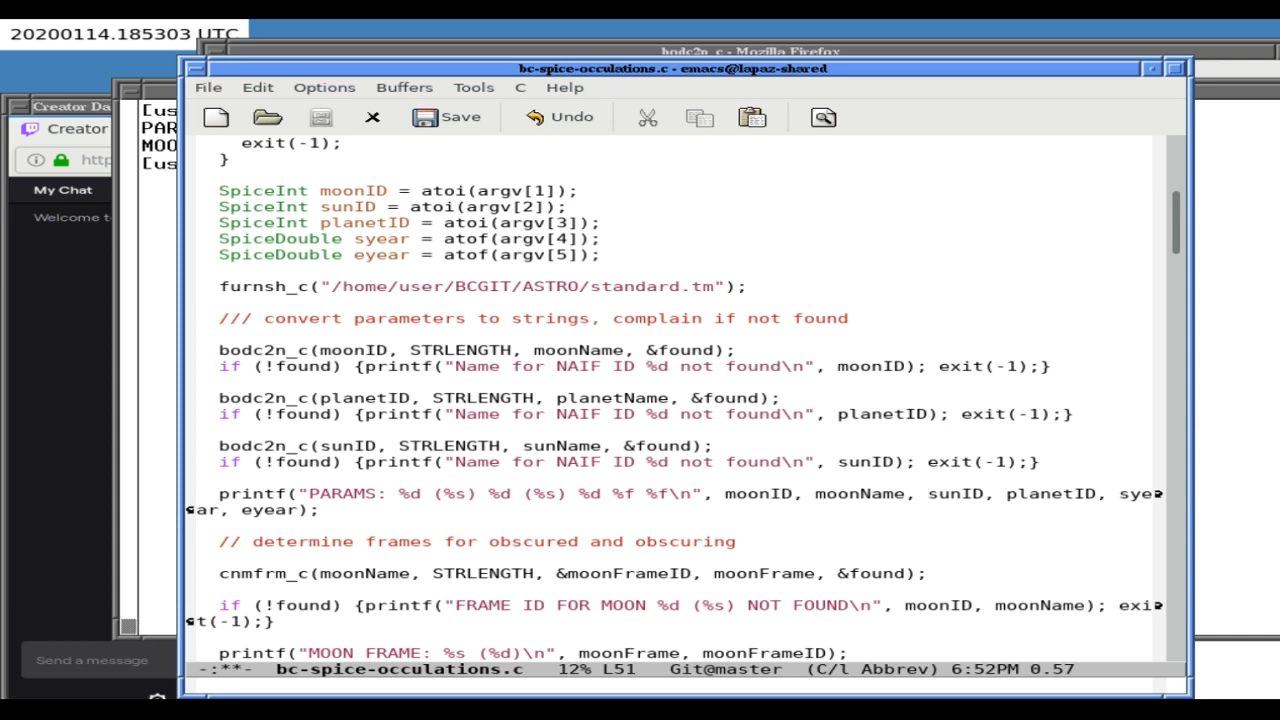 20200114.185303 UTC
bodc2n_c - Mozilla Firefox
bc-spice-occulations.c - emacs@lapaz-shared
File Edit Options Buffers Tools C Help
Save Undo
Creator Da
Creator
http
My Chat
Welcome t
Send a message
[us
PAR
MOO
[us
exit(-1);
}
SpiceInt moonID = atoi(argv[1]);
SpiceInt sunID = atoi(argv[2]);
SpiceInt planetID = atoi(argv[3]);
SpiceDouble syear = atof(argv[4]);
SpiceDouble eyear = atof(argv[5]);
furnsh_c("/home/user/BCGIT/ASTRO/standard.tm");
/// convert parameters to strings, complain if not found
bodc2n_c(moonID, STRLENGTH, moonName, &found);
if (!found) {printf("Name for NAIF ID %d not found\n", moonID); exit(-1);}
bodc2n_c(planetID, STRLENGTH, planetName, &found);
if (!found) {printf("Name for NAIF ID %d not found\n", planetID); exit(-1);}
bodc2n_c(sunID, STRLENGTH, sunName, &found);
if (!found) {printf("Name for NAIF ID %d not found\n", sunID); exit(-1);}
printf("PARAMS: %d (%s) %d (%s) %d %f %f\n", moonID, moonName, sunID, planetID, sye
ar, eyear);
// determine frames for obscured and obscuring
cnmfrm_c(moonName, STRLENGTH, &moonFrameID, moonFrame, &found);
if (!found) {printf("FRAME ID FOR MOON %d (%s) NOT FOUND\n", moonID, moonName); exi
t(-1);}
printf("MOON FRAME: %s (%d)\n", moonFrame, moonFrameID);
-:**- bc-spice-occulations.c 12% L51 Git@master (C/l Abbrev) 6:52PM 0.57